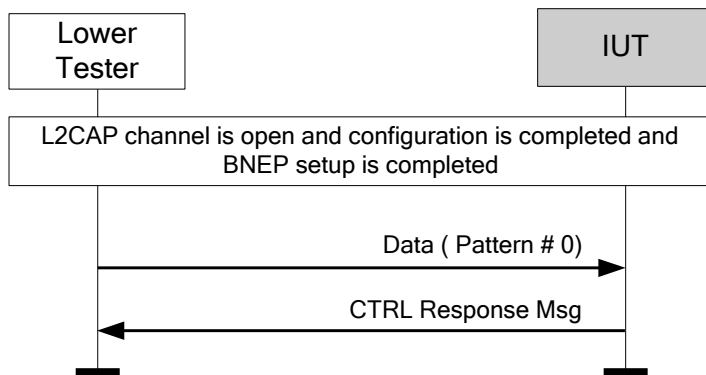 Lower
Tester
IUT
L2CAP channel is open and configuration is completed and
BNEP setup is completed
Data ( Pattern # 0)
CTRL Response Msg